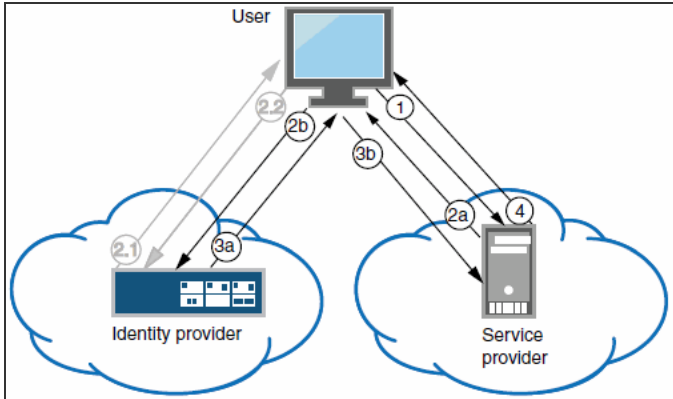 User
2.2
1
2b
3b
2.1
3a
2a
4
Identity provider
Service
provider